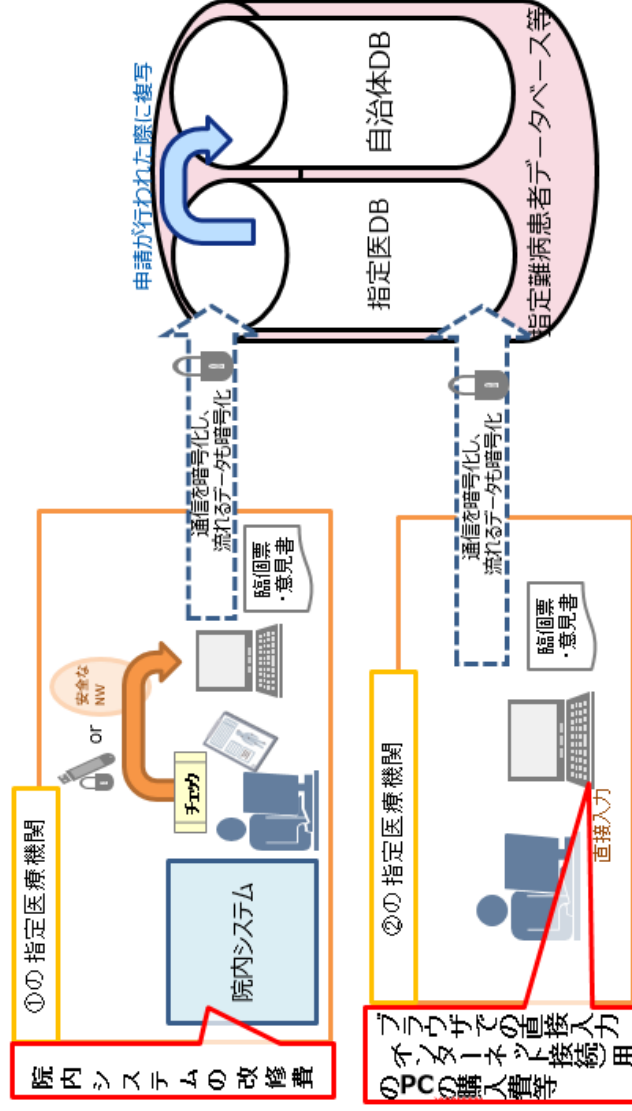 ①の指定医療機関
院内システムの改修費
院内システム
チェック
or
安全な
NW
臨個票
・意見書
通信を暗号化し、
流れるデータも暗号化
申請が行われた際に複写
指定医DB
自治体DB
指定難病患者データベース等
②の指定医療機関
ブラウザでの直接入力
インターネット接続用
のPCの購入費等
直接入力
臨個票
・意見書
通信を暗号化し、
流れるデータも暗号化